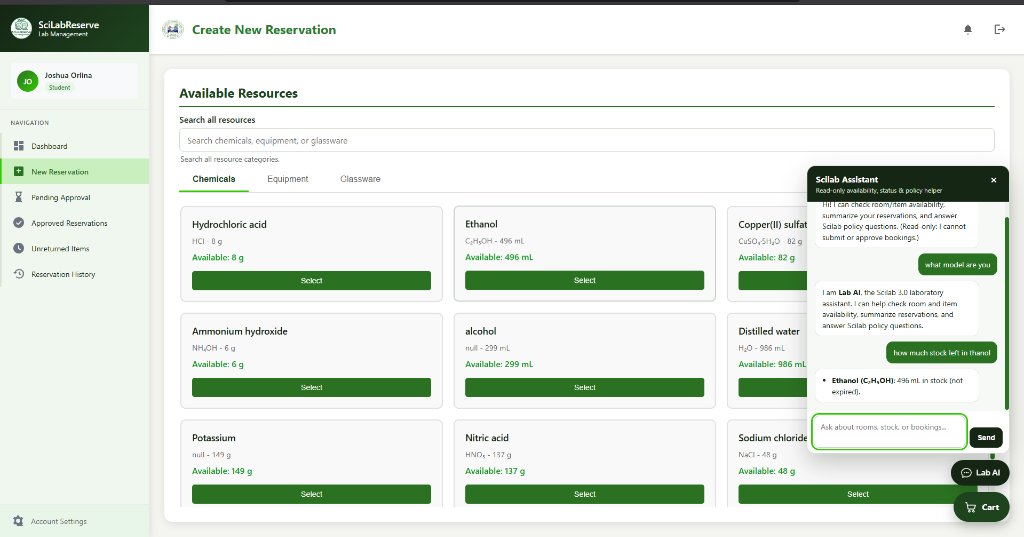 SciLabReserve
Lab Management
JO
Joshua Orlina
Student
NAVIGATION
Dashboard
New Reservation
Pending Approval
Approved Reservations
Unreturned Items
Reservation History
Account Settings
Create New Reservation
Available Resources
Search all resources
Search chemicals, equipment, or glassware
Search all resource categories.
Chemicals
Equipment
Glassware
Hydrochloric acid
HCl - 8 g
Available: 8 g
Select
Ethanol
C₂H₅OH - 496 mL
Available: 496 mL
Select
Copper(II) sulfat
CuSO₄·5H₂O - 82 g
Available: 82 g
Ammonium hydroxide
NH₄OH - 6 g
Available: 6 g
Select
alcohol
null - 299 mL
Available: 299 mL
Select
Distilled water
H₂O - 986 mL
Available: 986 mL
Potassium
null - 149 g
Available: 149 g
Select
Nitric acid
HNO₃ - 137 g
Available: 137 g
Select
Sodium chloride
NaCl - 48 g
Available: 48 g
Select
Scilab Assistant
Read-only availability, status & policy helper
Hi! I can check room/item availability,
summarize your reservations, and answer
Scilab policy questions. (Read-only: I cannot
submit or approve bookings.)
what model are you
I am Lab AI, the Scilab 3.0 laboratory
assistant. I can help check room and item
availability, summarize reservations, and
answer Scilab policy questions.
how much stock left in thanol
• Ethanol (C₂H₅OH): 496 mL in stock (not
expired).
Ask about rooms, stock, or bookings...
Send
Lab AI
Cart